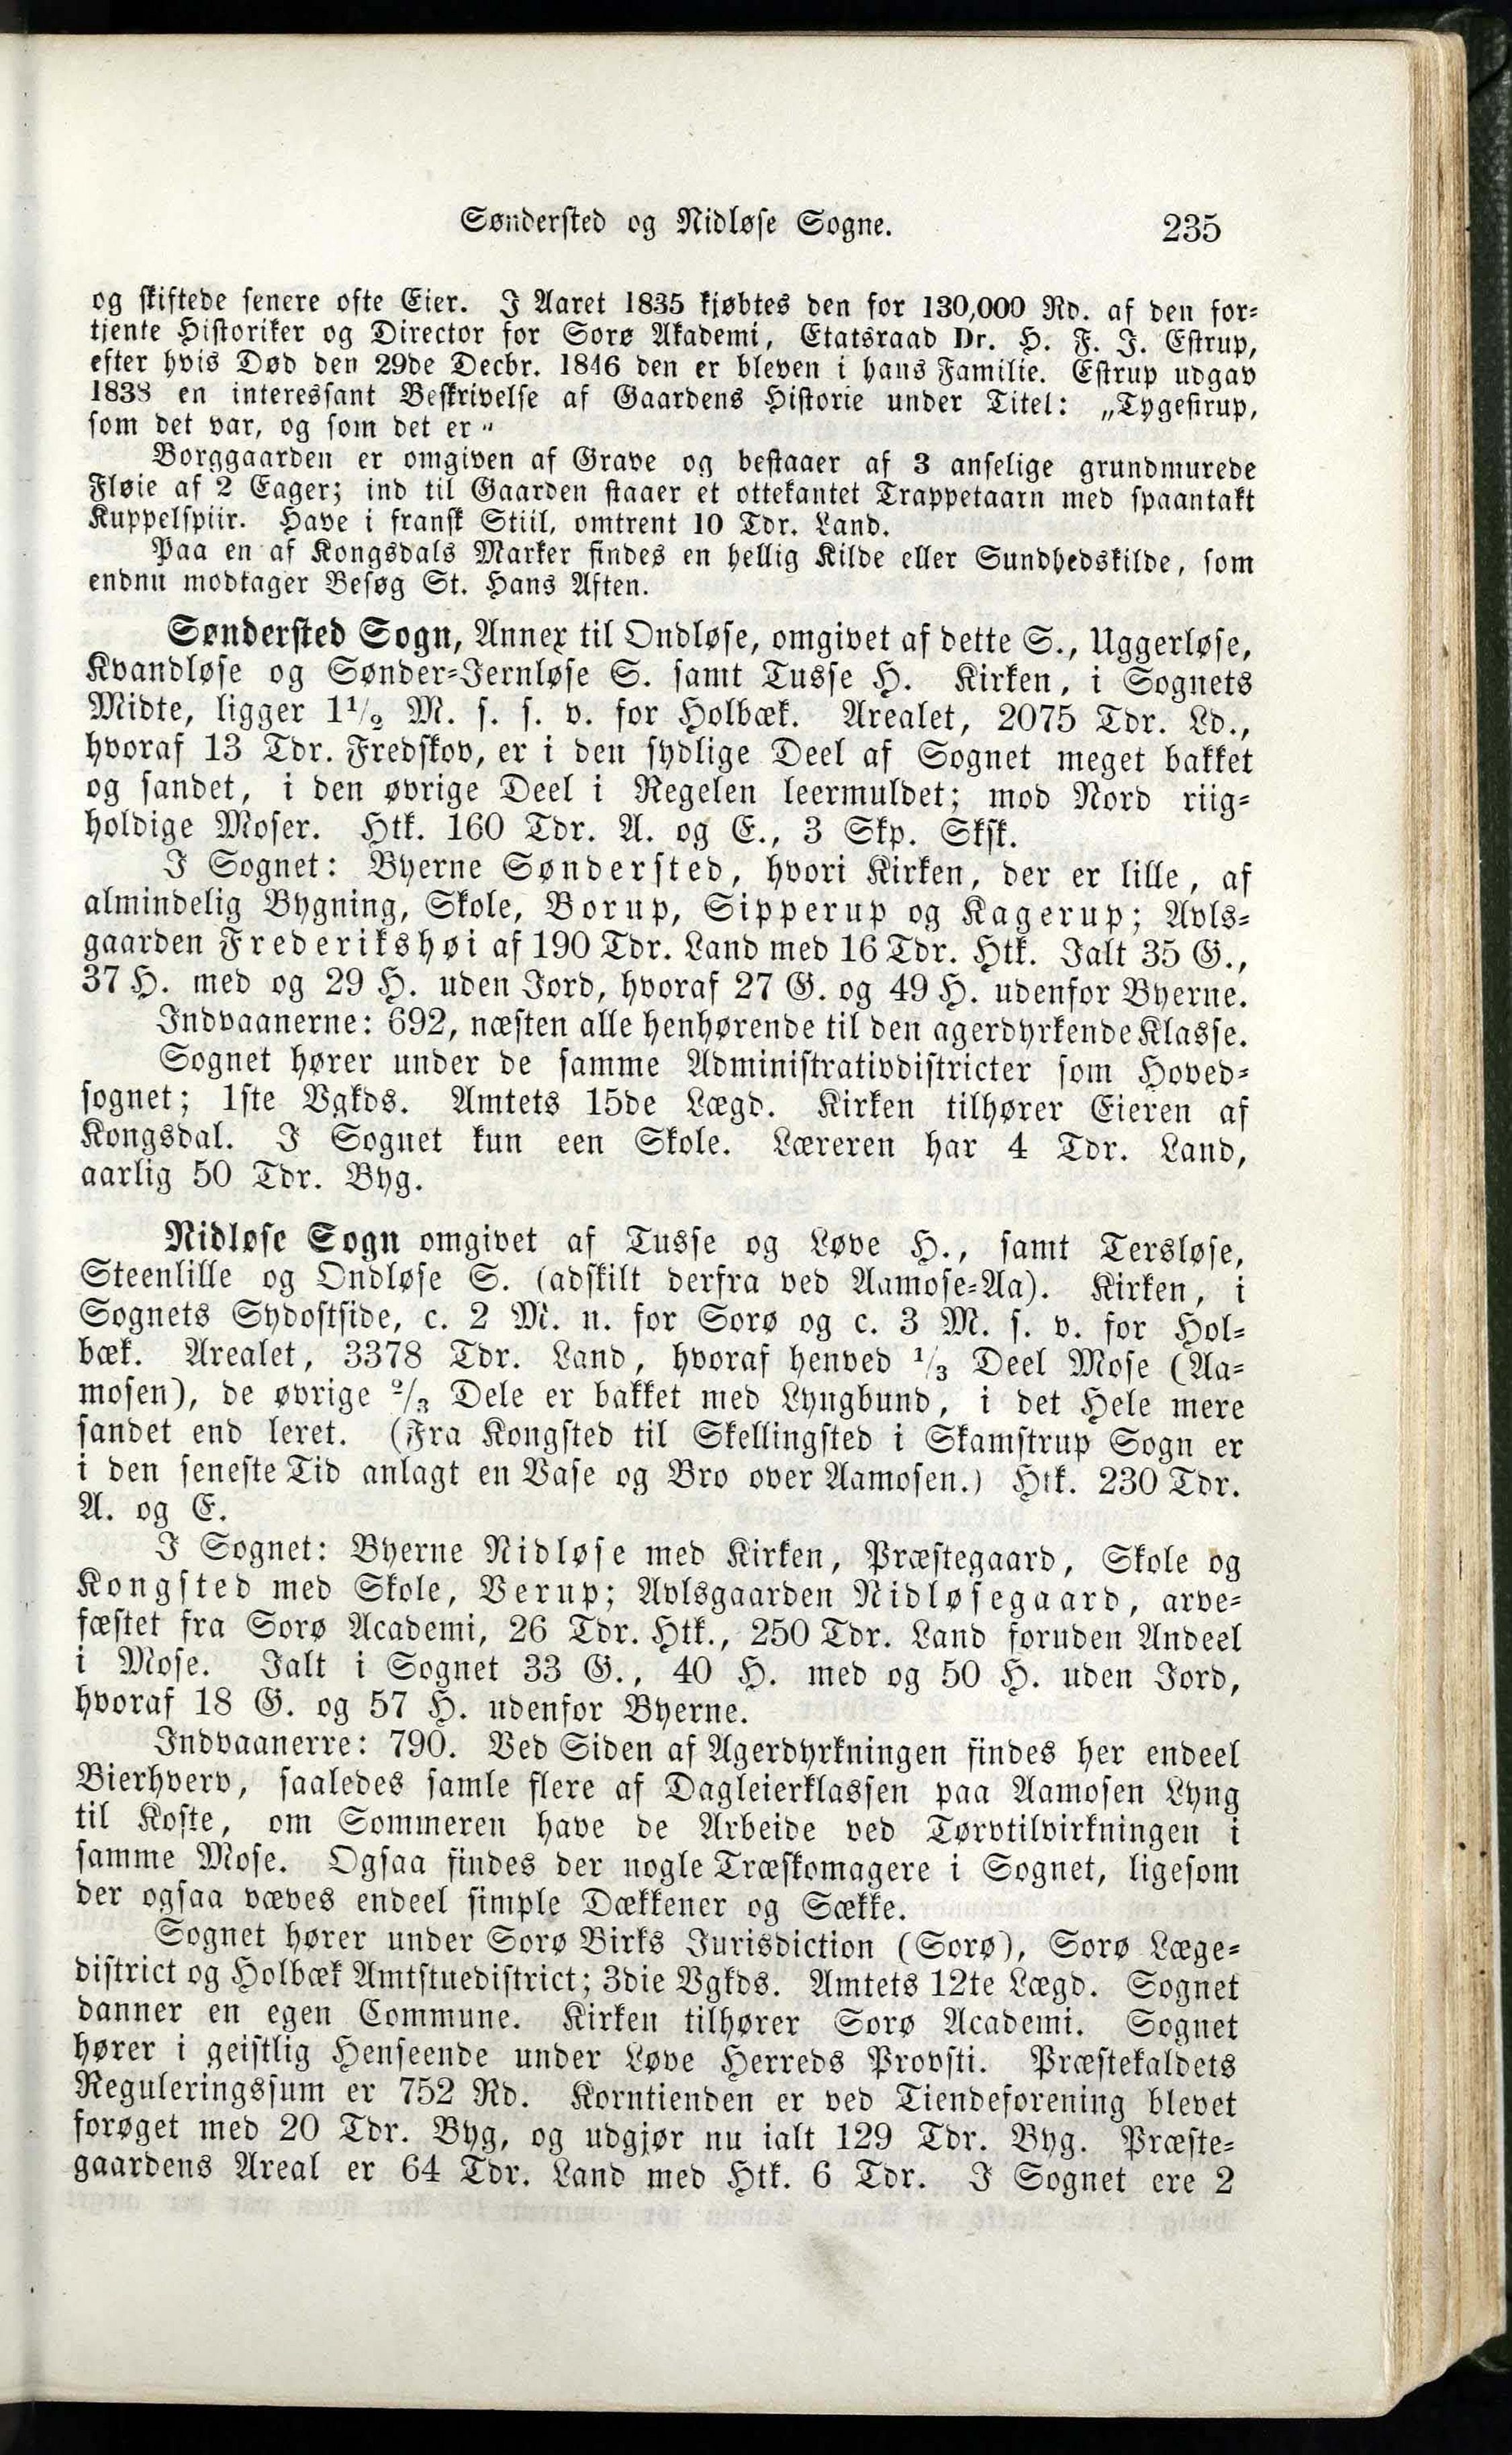 Søndersted og Nidløse Sogne. 235
og skiftede senere ofte Eier. I Aaret 1835 kjøbtes den for 130,000 Rd. af den for-
tjente Historiker og Director for Sorø Akademi, Etatsraad Dr. H. F. J. Estrup,
efter hvis Død den 29de Decbr. 1846 den er bleven i hans Familie. Estrup udgav
1838 en interessant Beskrivelse af Gaardens Historie under Titel: „Tygestrup,
som det var, og som det er“
Borggaarden er omgiven af Grave og bestaaer af 3 anselige grundmurede
Fløie af 2 Eager; ind til Gaarden staaer et ottekantet Trappetaarn med spaantakt
Kuppelspiir. Have i fransk Stiil, omtrent 10 Tdr. Land.
Paa en af Kongsdals Marker findes en hellig Kilde eller Sundhedskilde, som
endnu modtager Besøg St. Hans Aften.
Søndersted Sogn, Annex til Ondløse, omgivet af dette S., Uggerløse,
Kvandløse og Sønder-Jernløse S. samt Tusse H. Kirken, i Sognets
Midte, ligger 1 1/2 M. s. s. v. for Holbæk. Arealet, 2075 Tdr. Ld.,
hvoraf 13 Tdr. Fredskov, er i den sydlige Deel af Sognet meget bakket
og sandet, i den øvrige Deel i Regelen leermuldet; mod Nord riig-
holdige Moser. Htk. 160 Tdr. A. og E., 3 Skp. Sksk.
I Sognet: Byerne Søndersted, hvori Kirken, der er lille, af
almindelig Bygning, Skole, Borup, Sipperup og Kagerup; Avls-
gaarden Frederikshøi af 190 Tdr. Land med 16 Tdr. Htk. Ialt 35 G.,
37 H. med og 29 H. uden Jord, hvoraf 27 G. og 49 H. udenfor Byerne.
Indvaanerne: 692, næsten alle henhørende til den agerdyrkende Klasse.
Sognet hører under de samme Administrativdistricter som Hoved-
sognet; 1ste Vgkds. Amtets 15de Lægd. Kirken tilhører Eieren af
Kongsdal. I Sognet kun een Skole. Læreren har 4 Tdr. Land,
aarlig 50 Tdr. Byg.
Nidløse Sogn omgivet af Tusse og Løve H., samt Tersløse,
Steenlille og Ondløse S. (adskilt derfra ved Aamose-Aa). Kirken, i
Sognets Sydostside, c. 2 M. n. for Sorø og c. 3 M. s. v. for Hol-
bæk. Arealet, 3378 Tdr. Land, hvoraf henved 1/3 Deel Mose (Aa-
mosen), de øvrige 2/3 Dele er bakket med Lyngbund, i det Hele mere
sandet end leret. (Fra Kongsted til Skellingsted i Skamstrup Sogn er
i den seneste Tid anlagt en Vase og Bro over Aamosen.) Htk. 230 Tdr.
A. og E.
I Sognet: Byerne Nidløse med Kirken, Præstegaard, Skole og
Kongsted med Skole, Verup; Avlsgaarden Nidløsegaard, arve-
fæstet fra Sorø Academi, 26 Tdr. Htk., 250 Tdr. Land foruden Andeel
i Mose. Ialt i Sognet 33 G., 40 H. med og 50 H. uden Jord,
hvoraf 18 G. og 57 H. udenfor Byerne.
Indvaanerre: 790. Ved Siden af Agerdyrkningen findes her endeel
Bierhverv, saaledes samle flere af Dagleierklassen paa Aamosen Lyng
til Koste, om Sommeren have de Arbeide ved Tørvtilvirkningen i
samme Mose. Ogsaa findes der nogle Træskomagere i Sognet, ligesom
der ogsaa væves endeel simple Dækkener og Sække.
Sognet hører under Sorø Birks Jurisdiction (Sorø), Sorø Læge-
district og Holbæk Amtstuedistrict; 3die Vgkds. Amtets 12te Lægd. Sognet
danner en egen Commune. Kirken tilhører Sorø Academi. Sognet
hører i geistlig Henseende under Løve Herreds Provsti. Præstekaldets
Reguleringssum er 752 Rd. Korntienden er ved Tiendeforening blevet
forøget med 20 Tdr. Byg, og udgjør nu ialt 129 Tdr. Byg. Præste-
gaardens Areal er 64 Tdr. Land med Htk. 6 Tdr. I Sognet ere 2